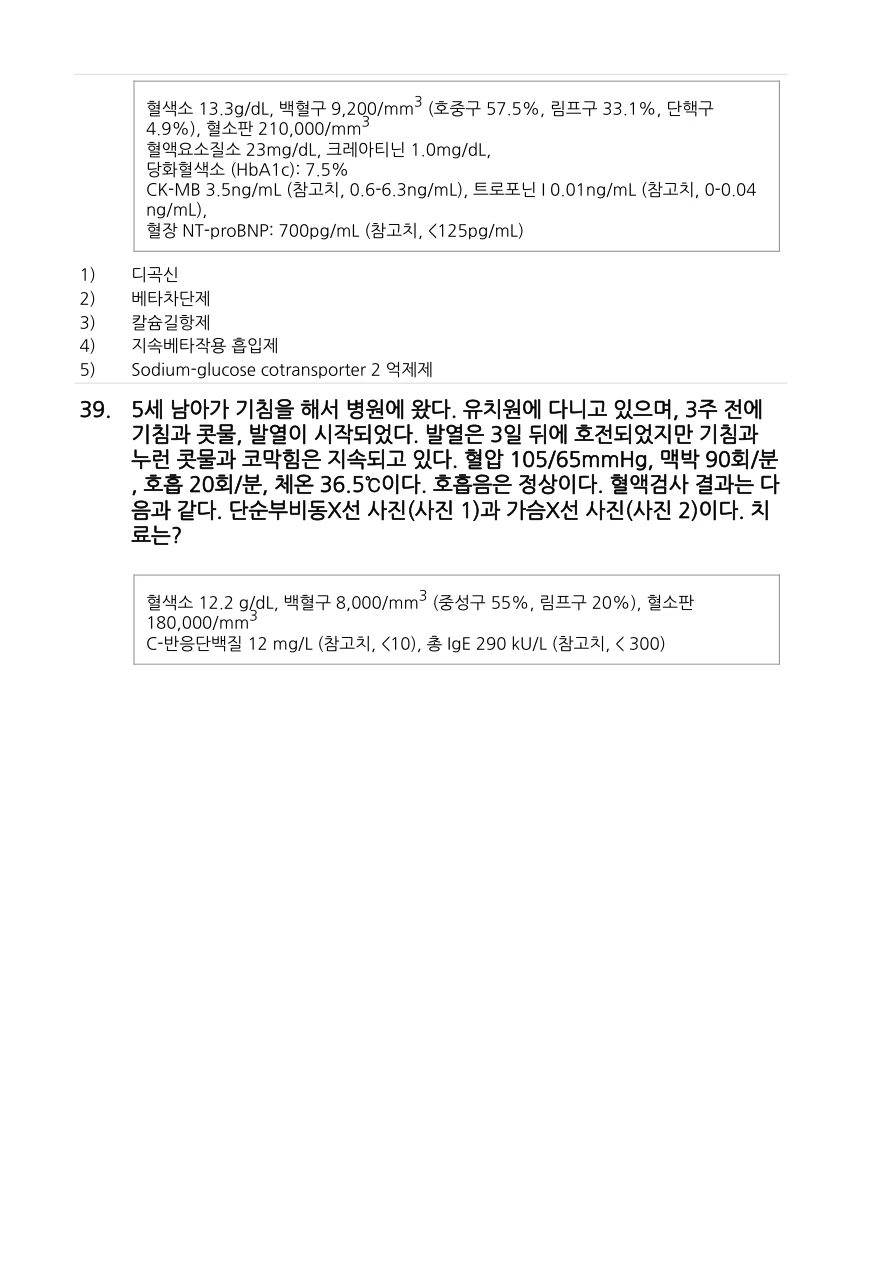 혈색소 13.3g/dL, 백혈구 9,200/mm³ (호중구 57.5%, 림프구 33.1%, 단핵구
4.9%), 혈소판 210,000/mm³
혈액요소질소 23mg/dL, 크레아티닌 1.0mg/dL,
당화혈색소 (HbA1c): 7.5%
CK-MB 3.5ng/mL (참고치, 0.6-6.3ng/mL), 트로포닌 I 0.01ng/mL (참고치, 0-0.04
ng/mL),
혈장 NT-proBNP: 700pg/mL (참고치, <125pg/mL)
1) 디곡신
2) 베타차단제
3) 칼슘길항제
4) 지속베타작용 흡입제
5) Sodium-glucose cotransporter 2 억제제
39. 5세 남아가 기침을 해서 병원에 왔다. 유치원에 다니고 있으며, 3주 전에
기침과 콧물, 발열이 시작되었다. 발열은 3일 뒤에 호전되었지만 기침과
누런 콧물과 코막힘은 지속되고 있다. 혈압 105/65mmHg, 맥박 90회/분
, 호흡 20회/분, 체온 36.5℃이다. 호흡음은 정상이다. 혈액검사 결과는 다
음과 같다. 단순부비동X선 사진(사진 1)과 가슴X선 사진(사진 2)이다. 치
료는?
혈색소 12.2 g/dL, 백혈구 8,000/mm³ (중성구 55%, 림프구 20%), 혈소판
180,000/mm³
C-반응단백질 12 mg/L (참고치, <10), 총 IgE 290 kU/L (참고치, < 300)